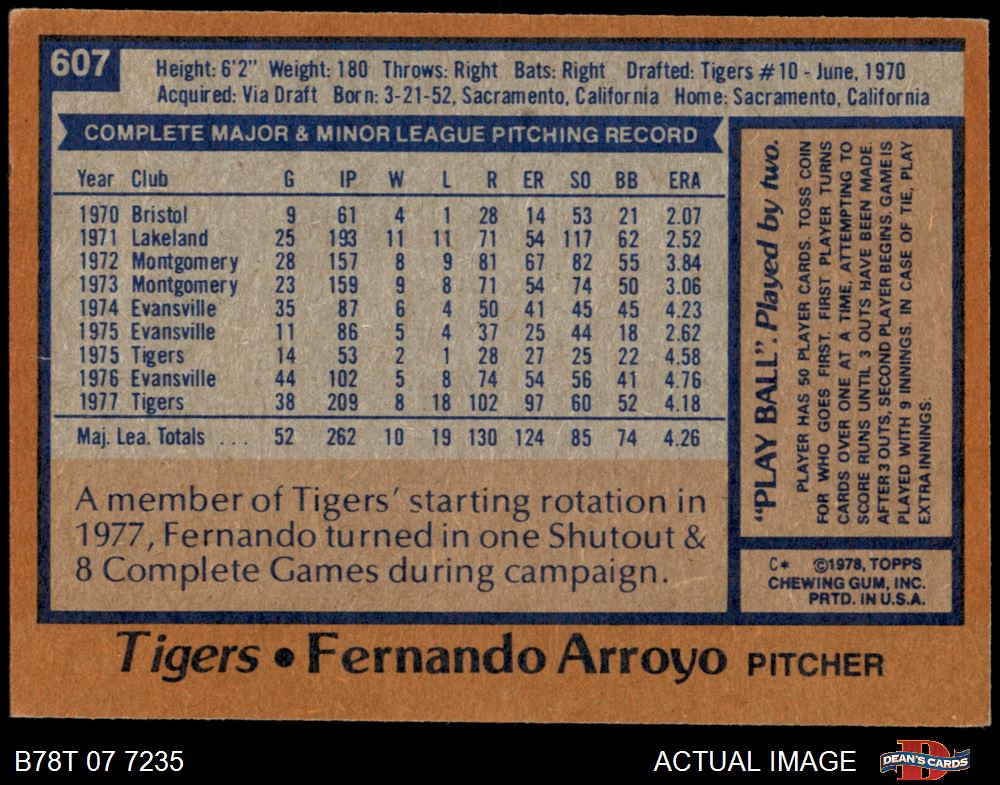 607
Height: 6'2" Weight: 180 Throws: Right Bats: Right Drafted: Tigers #10 - June, 1970
Acquired: Via Draft Born: 3-21-52, Sacramento, California Home: Sacramento, California
COMPLETE MAJOR & MINOR LEAGUE PITCHING RECORD
Year Club G IP W L R ER SO BB ERA
1970 Bristol 9 61 4 1 28 14 53 21 2.07
1971 Lakeland 25 193 11 11 71 54 117 62 2.52
1972 Montgomery 28 157 8 9 81 67 82 55 3.84
1973 Montgomery 23 159 9 8 71 54 74 50 3.06
1974 Evansville 35 87 6 4 50 41 45 45 4.23
1975 Evansville 11 86 5 4 37 25 44 18 2.62
1975 Tigers 14 53 2 1 28 27 25 22 4.58
1976 Evansville 44 102 5 8 74 54 56 41 4.76
1977 Tigers 38 209 8 18 102 97 60 52 4.18
Maj. Lea. Totals ... 52 262 10 19 130 124 85 74 4.26
A member of Tigers' starting rotation in
1977, Fernando turned in one Shutout &
8 Complete Games during campaign.
"PLAY BALL". Played by two.
PLAYER HAS 50 PLAYER CARDS. TOSS COIN
FOR WHO GOES FIRST. FIRST PLAYER TURNS
CARDS OVER ONE AT A TIME, ATTEMPTING TO
SCORE RUNS UNTIL 3 OUTS HAVE BEEN MADE.
AFTER 3 OUTS, SECOND PLAYER BEGINS. GAME IS
PLAYED WITH 9 INNINGS. IN CASE OF TIE, PLAY
EXTRA INNINGS.
C* ©1978, TOPPS
CHEWING GUM, INC.
PRTD. IN U.S.A.
Tigers • Fernando Arroyo PITCHER
B78T 07 7235
ACTUAL IMAGE
D
DEAN'S CARDS